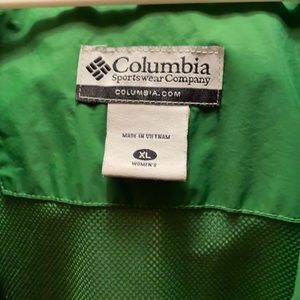 Columbia
Sportswear Company
COLUMBIA.COM
MADE IN VIETNAM
XL
WOMEN'S